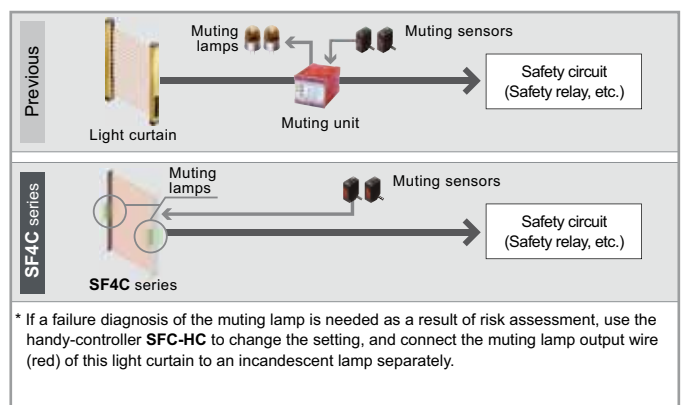 Previous
Muting
lamps
Muting sensors
Light curtain
Muting unit
Safety circuit
(Safety relay, etc.)
SF4C series
Muting
lamps
Muting sensors
SF4C series
Safety circuit
(Safety relay, etc.)
* If a failure diagnosis of the muting lamp is needed as a result of risk assessment, use the
handy-controller SFC-HC to change the setting, and connect the muting lamp output wire
(red) of this light curtain to an incandescent lamp separately.